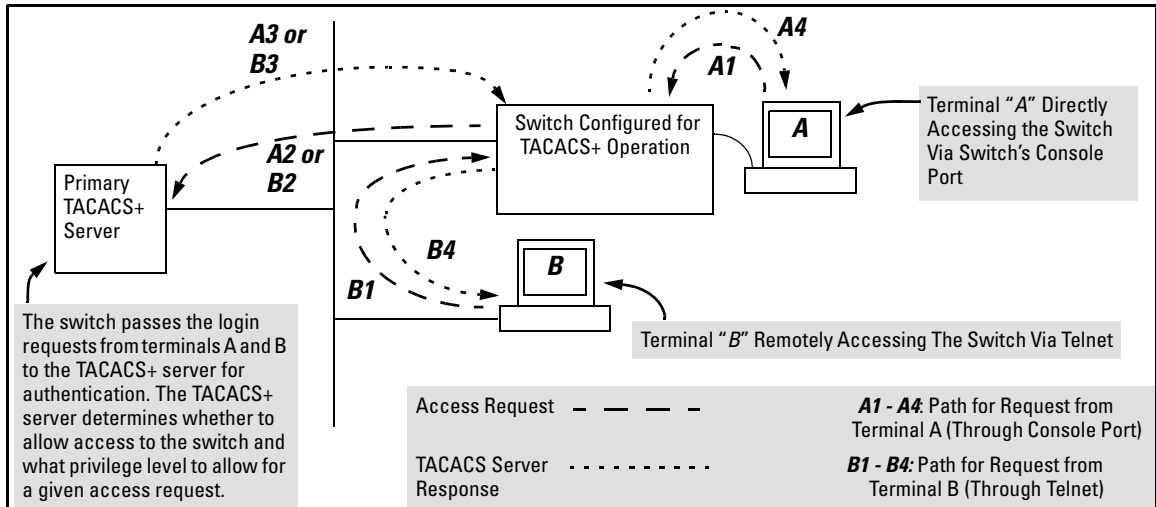 A3 or
B3
A4
A1
Switch Configured for
TACACS+ Operation
A
Terminal “A” Directly
Accessing the Switch
Via Switch’s Console
Port
A2 or
B2
Primary
TACACS+
Server
B4
B1
B
Terminal “B” Remotely Accessing The Switch Via Telnet
The switch passes the login
requests from terminals A and B
to the TACACS+ server for
authentication. The TACACS+
server determines whether to
allow access to the switch and
what privilege level to allow for
a given access request.
Access Request
A1 - A4: Path for Request from
Terminal A (Through Console Port)
TACACS Server
Response
B1 - B4: Path for Request from
Terminal B (Through Telnet)